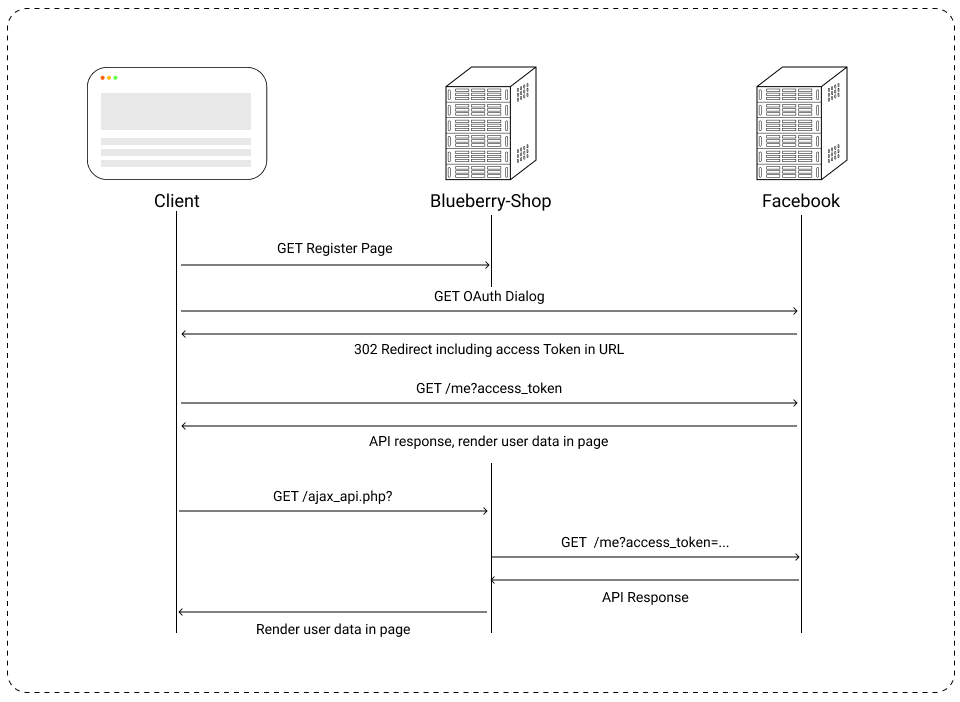 Client
Blueberry-Shop
Facebook
GET Register Page
GET OAuth Dialog
302 Redirect including access Token in URL
GET /me?access_token
API response, render user data in page
GET /ajax_api.php?
GET  /me?access_token=...
API Response
Render user data in page